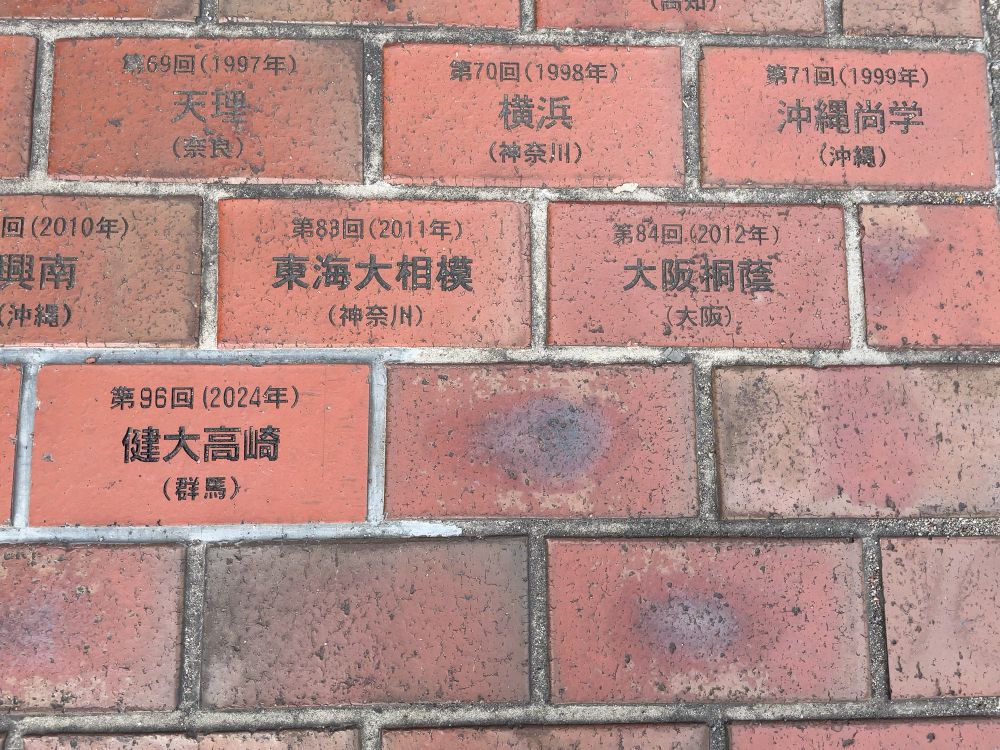 (高知)
第69回(1997年)
天理
(奈良)
第70回(1998年)
横浜
(神奈川)
第71回(1999年)
沖縄尚学
(沖縄)
回(2010年)
興南
(沖縄)
第83回(2011年)
東海大相模
(神奈川)
第84回(2012年)
大阪桐蔭
(大阪)
第96回(2024年)
健大高崎
(群馬)